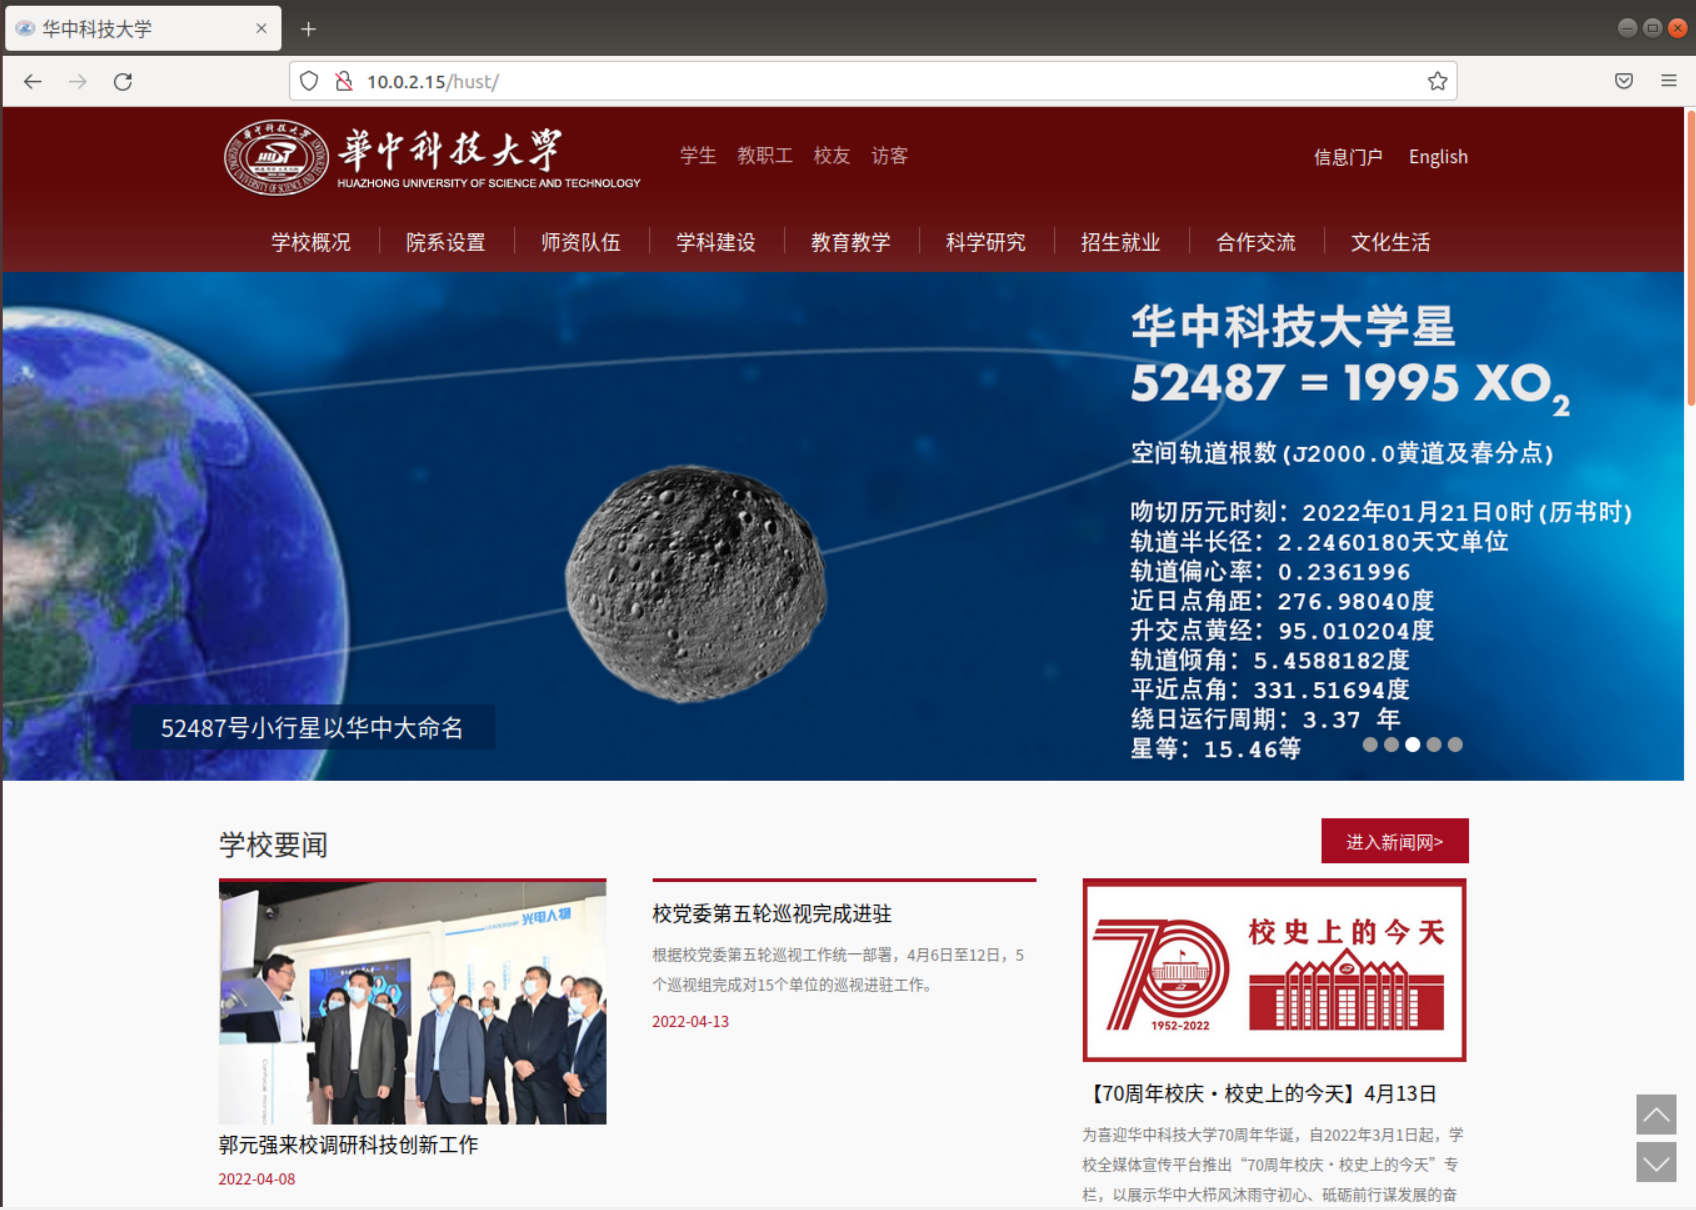 华中科技大学
10.0.2.15/hust/
華中科技大学
HUAZHONG UNIVERSITY OF SCIENCE AND TECHNOLOGY
学生 教职工 校友 访客
信息门户 English
学校概况 院系设置 师资队伍 学科建设 教育教学 科学研究 招生就业 合作交流 文化生活
华中科技大学星
52487 = 1995 XO2
空间轨道根数(J2000.0黄道及春分点)
吻切历元时刻：2022年01月21日0时(历书时)
轨道半长径：2.2460180天文单位
轨道偏心率：0.2361996
近日点角距：276.98040度
升交点黄经：95.010204度
轨道倾角：5.4588182度
平近点角：331.51694度
绕日运行周期：3.37 年
星等：15.46等
52487号小行星以华中大命名
学校要闻
进入新闻网>
光电人物
郭元强来校调研科技创新工作
2022-04-08
校党委第五轮巡视完成进驻
根据校党委第五轮巡视工作统一部署，4月6日至12日，5
个巡视组完成对15个单位的巡视进驻工作。
2022-04-13
校史上的今天
70
1952-2022
【70周年校庆·校史上的今天】4月13日
为喜迎华中科技大学70周年华诞，自2022年3月1日起，学
校全媒体宣传平台推出“70周年校庆·校史上的今天”专
栏，以展示华中大栉风沐雨守初心、砥砺前行谋发展的奋